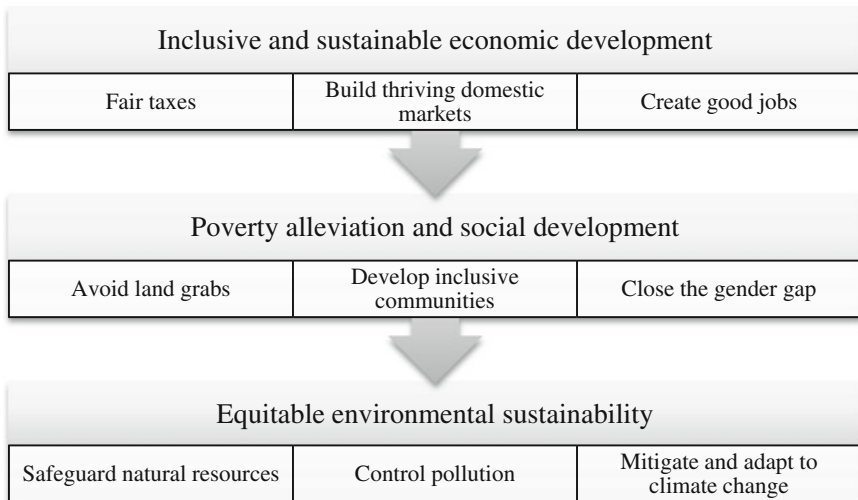 Inclusive and sustainable economic development
Fair taxes
Build thriving domestic
markets
Create good jobs
Poverty alleviation and social development
Avoid land grabs
Develop inclusive
communities
Close the gender gap
Equitable environmental sustainability
Safeguard natural resources
Control pollution
Mitigate and adapt to
climate change